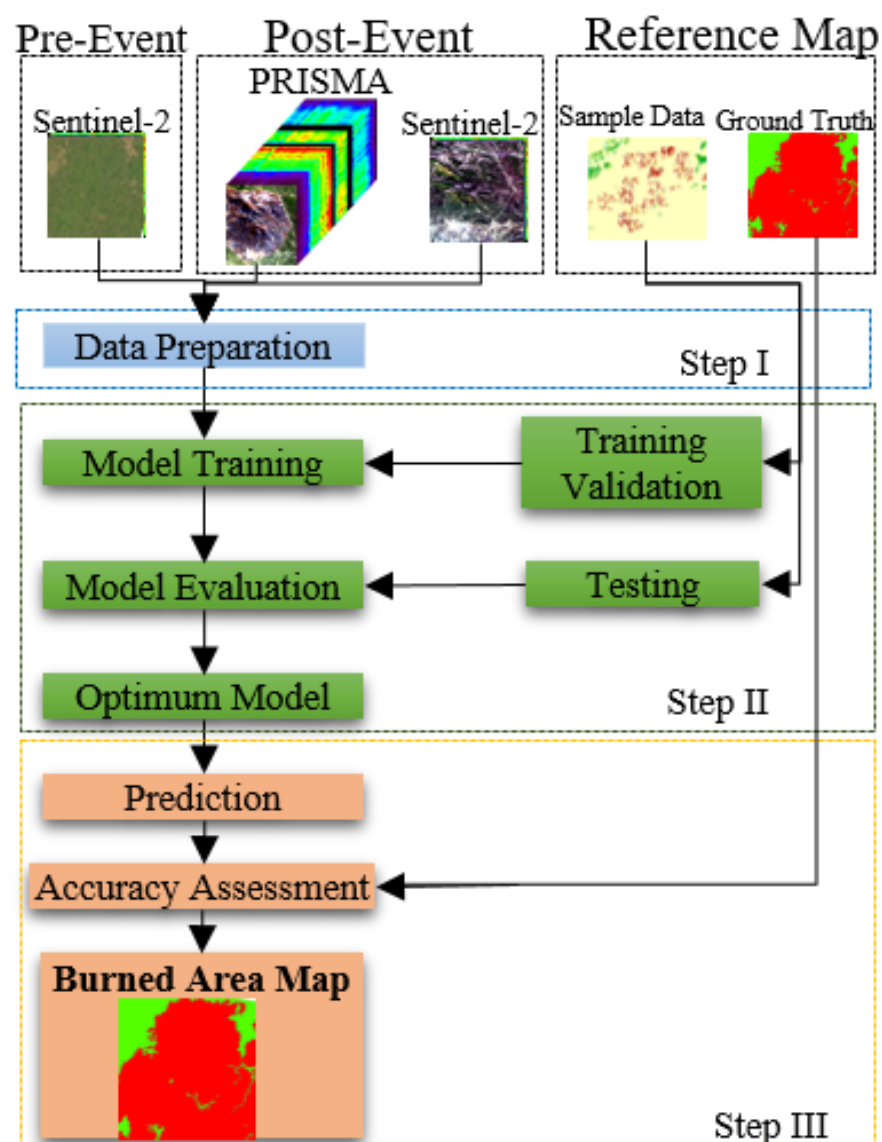 Pre-Event
Post-Event
Reference Map
Sentinel-2
PRISMA
Sentinel-2
Sample Data
Ground Truth
Data Preparation
Step I
Model Training
Training
Validation
Model Evaluation
Testing
Optimum Model
Step II
Prediction
Accuracy Assessment
Burned Area Map
Step III